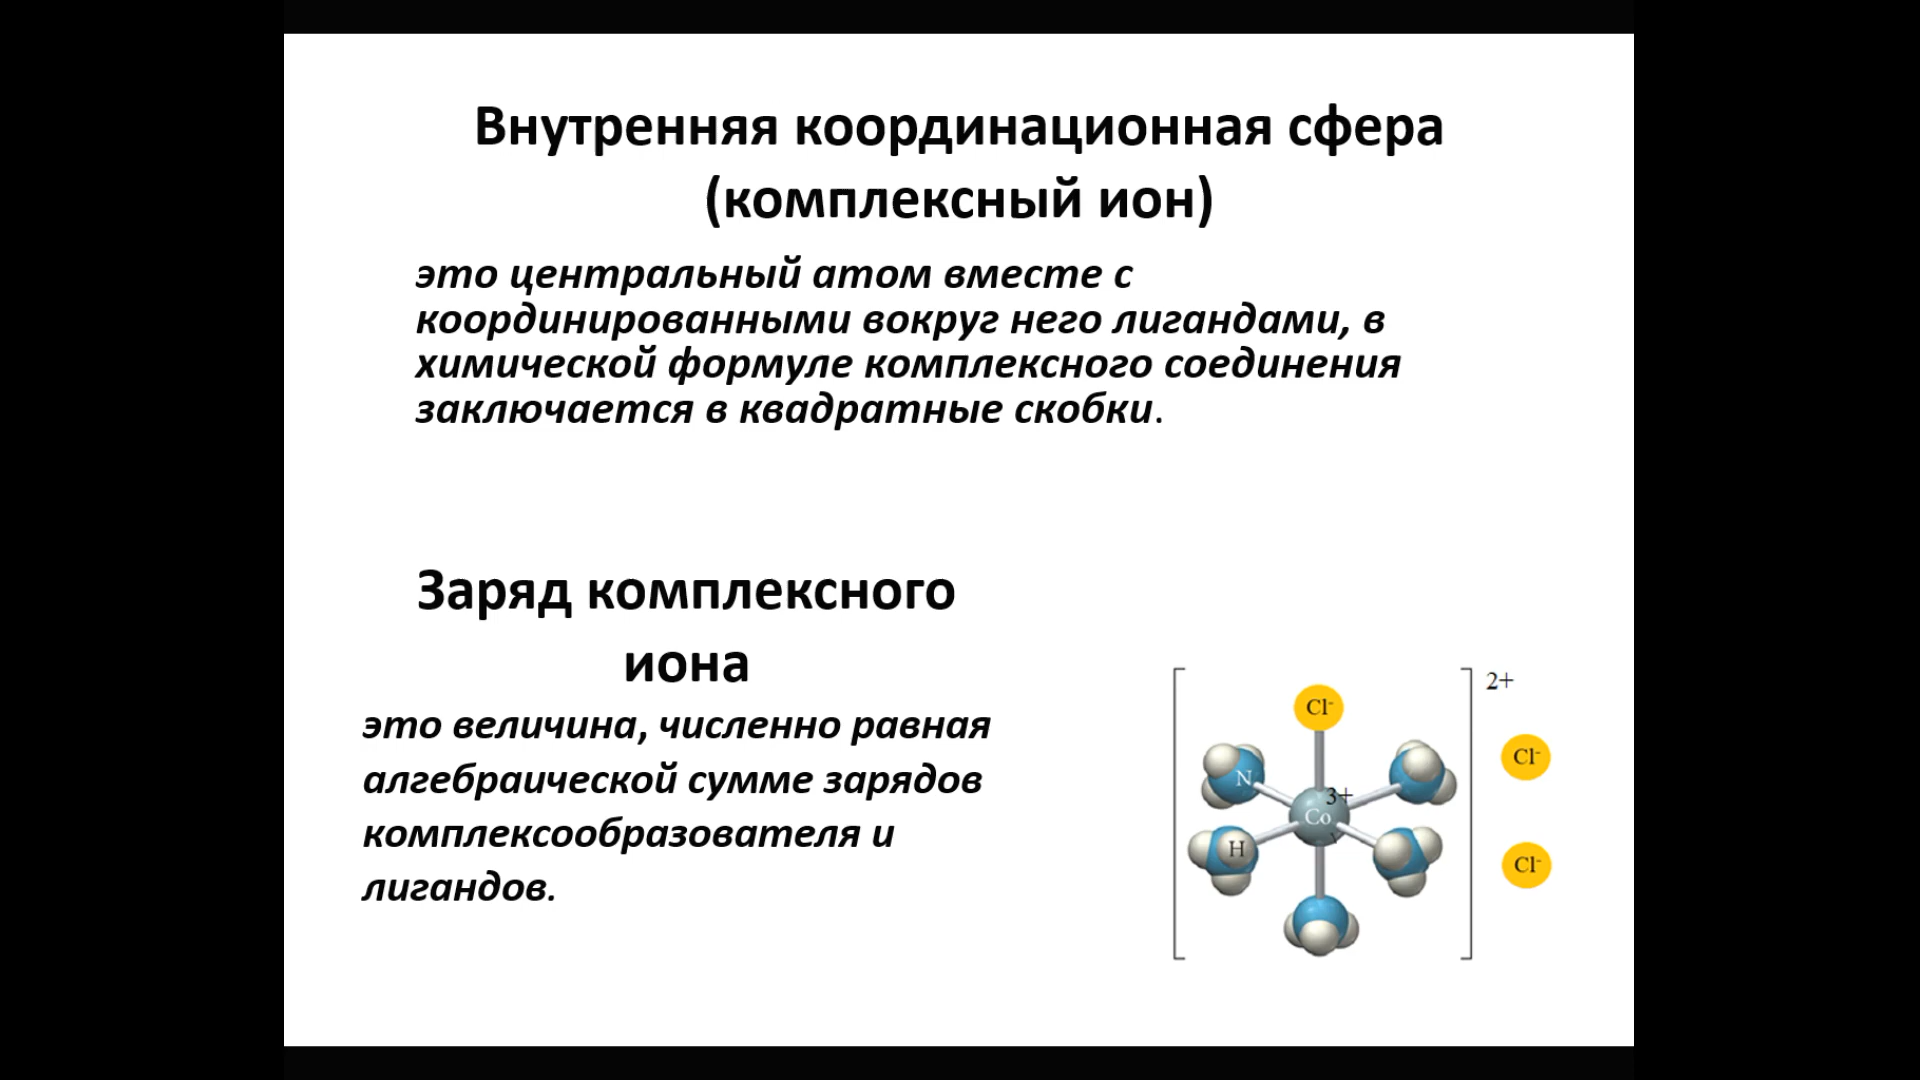 Внутренняя координационная сфера
(комплексный ион)
это центральный атом вместе с
координированными вокруг него лигандами, в
химической формуле комплексного соединения
заключается в квадратные скобки.
Заряд комплексного
иона
это величина, численно равная
алгебраической сумме зарядов
комплексообразователя и
лигандов.
2+
Cl-
Cl-
N
3+
Co
H
Cl-